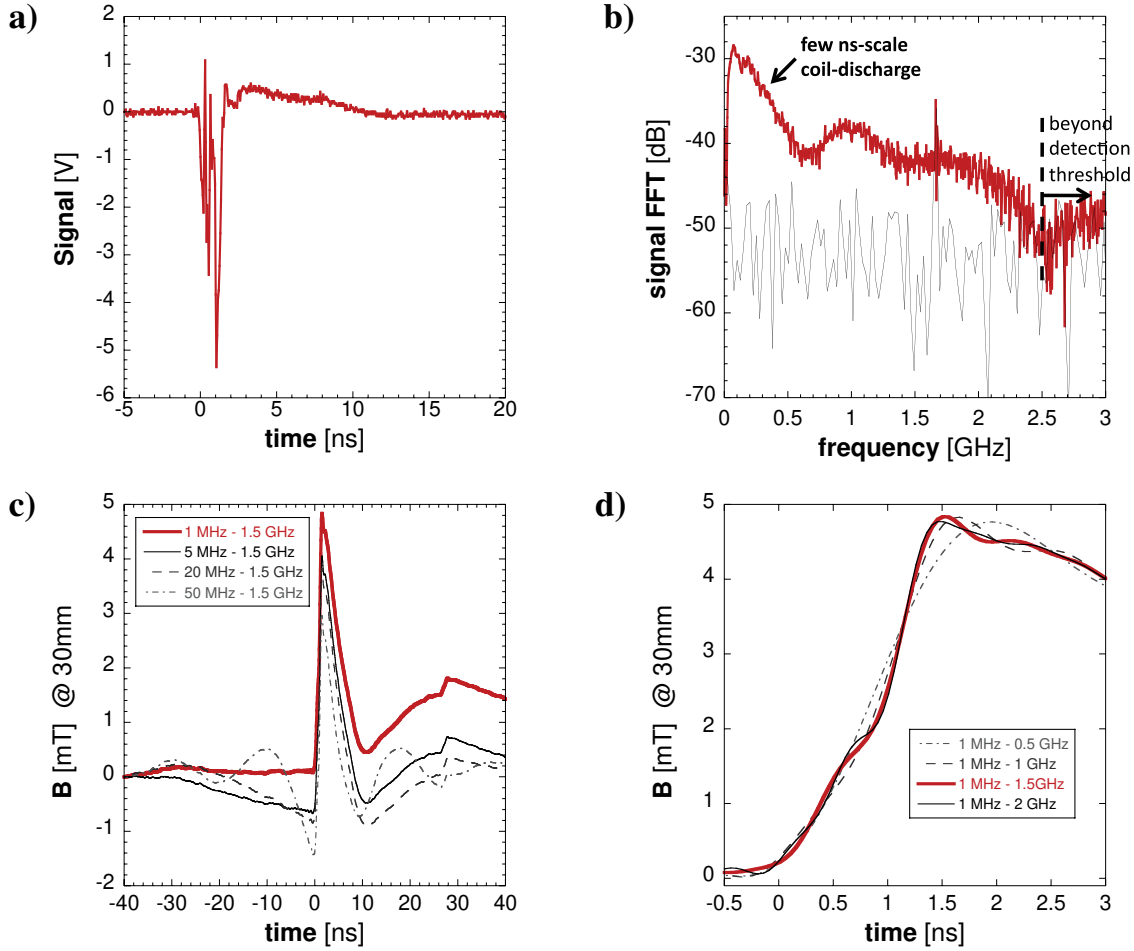 a)
Signal [V]
2
1
0
-1
-2
-3
-4
-5
-6
-5
0
5
10
15
20
time [ns]
b)
signal FFT [dB]
-30
-40
-50
-60
-70
few ns-scale
coil-discharge
beyond
detection
threshold
0
0.5
1
1.5
2
2.5
3
frequency [GHz]
c)
B [mT] @ 30mm
5
4
3
2
1
0
-1
-2
1 MHz - 1.5 GHz
5 MHz - 1.5 GHz
20 MHz - 1.5 GHz
50 MHz - 1.5 GHz
-40
-30
-20
-10
0
10
20
30
40
time [ns]
d)
B [mT] @ 30mm
5
4
3
2
1
0
1 MHz - 0.5 GHz
1 MHz - 1 GHz
1 MHz - 1.5GHz
1 MHz - 2 GHz
-0.5
0
0.5
1
1.5
2
2.5
3
time [ns]